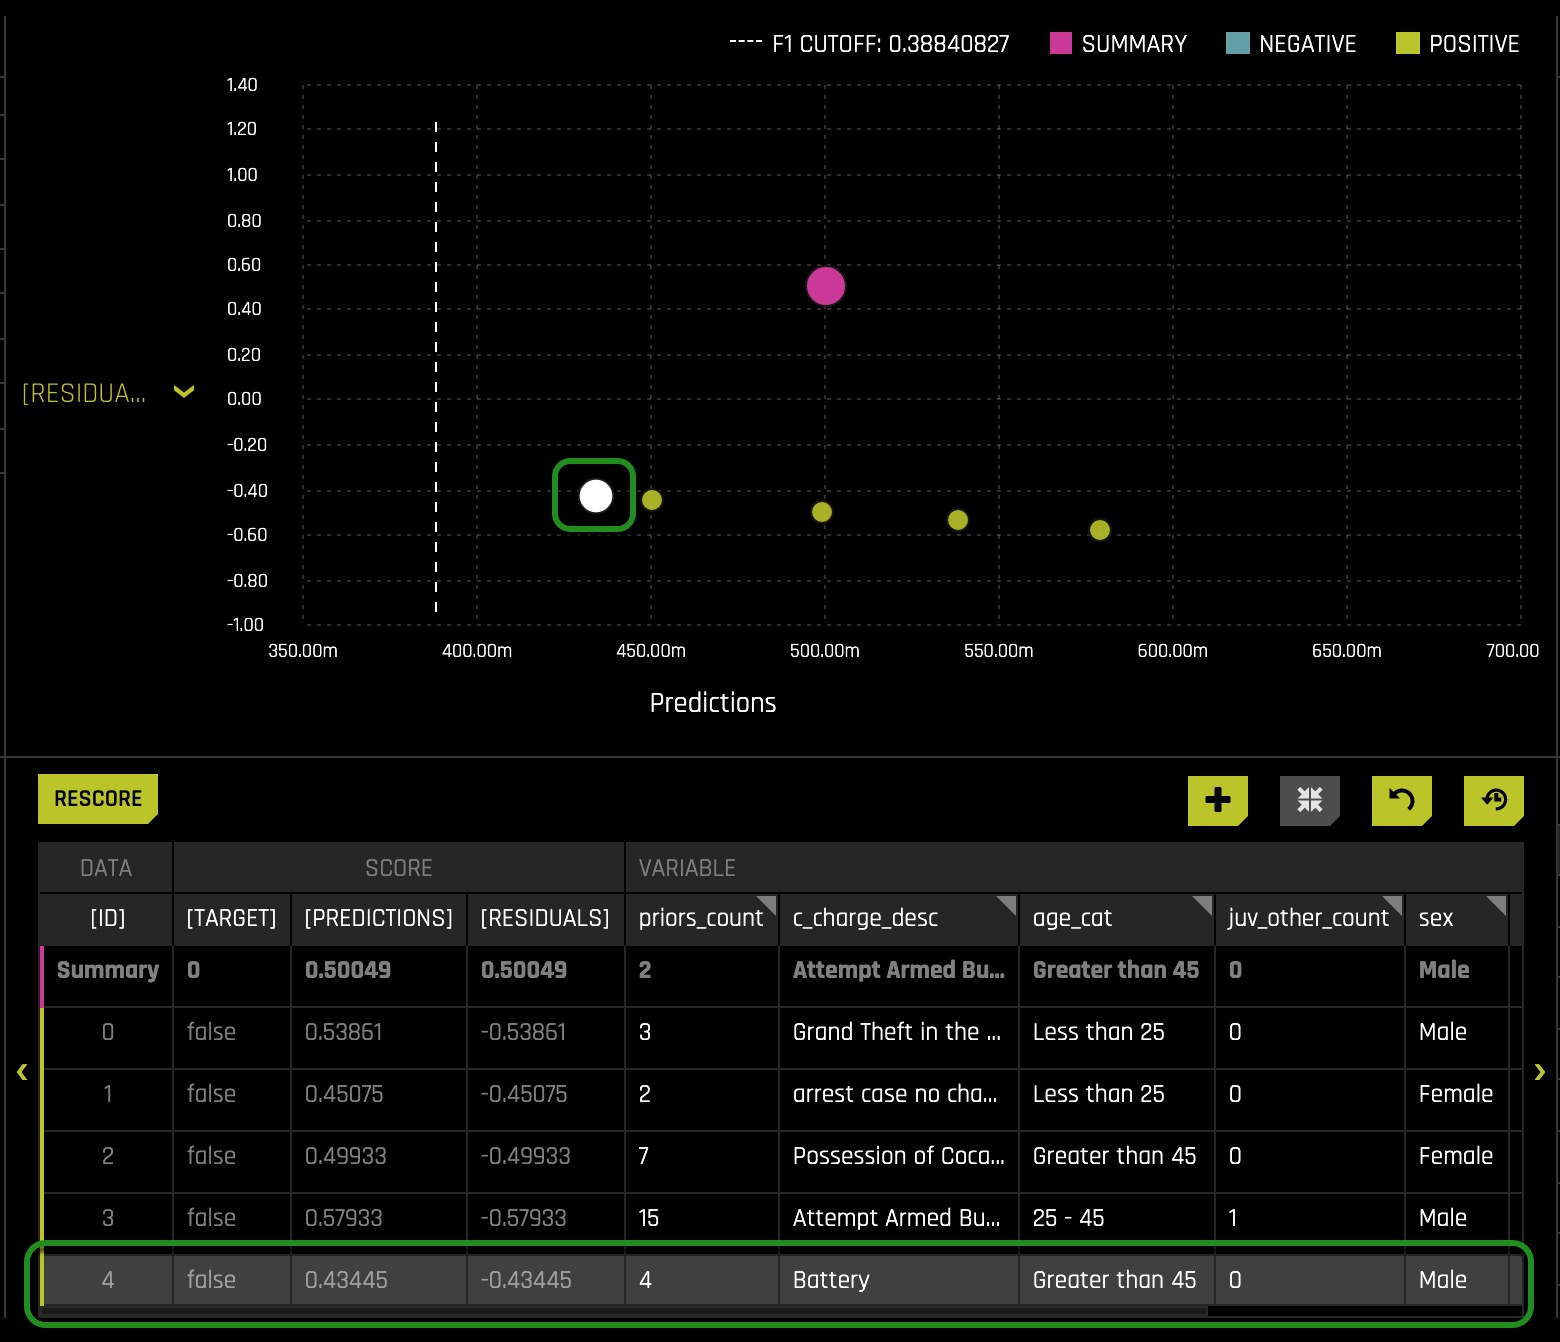 F1 CUTOFF: 0.38840827 SUMMARY NEGATIVE POSITIVE
1.40
1.20
1.00
0.80
0.60
0.40
0.20
[RESIDUA...
0.00
-0.20
-0.40
-0.60
-0.80
-1.00
350.00m 400.00m 450.00m 500.00m 550.00m 600.00m 650.00m 700.00
Predictions
RESCORE
DATA SCORE VARIABLE
[ID] [TARGET] [PREDICTIONS] [RESIDUALS] priors_count c_charge_desc age_cat juv_other_count sex
Summary 0 0.50049 0.50049 2 Attempt Armed Bu... Greater than 45 0 Male
0 false 0.53861 -0.53861 3 Grand Theft in the ... Less than 25 0 Male
1 false 0.45075 -0.45075 2 arrest case no cha... Less than 25 0 Female
2 false 0.49933 -0.49933 7 Possession of Coca... Greater than 45 0 Female
3 false 0.57933 -0.57933 15 Attempt Armed Bu... 25 - 45 1 Male
4 false 0.43445 -0.43445 4 Battery Greater than 45 0 Male